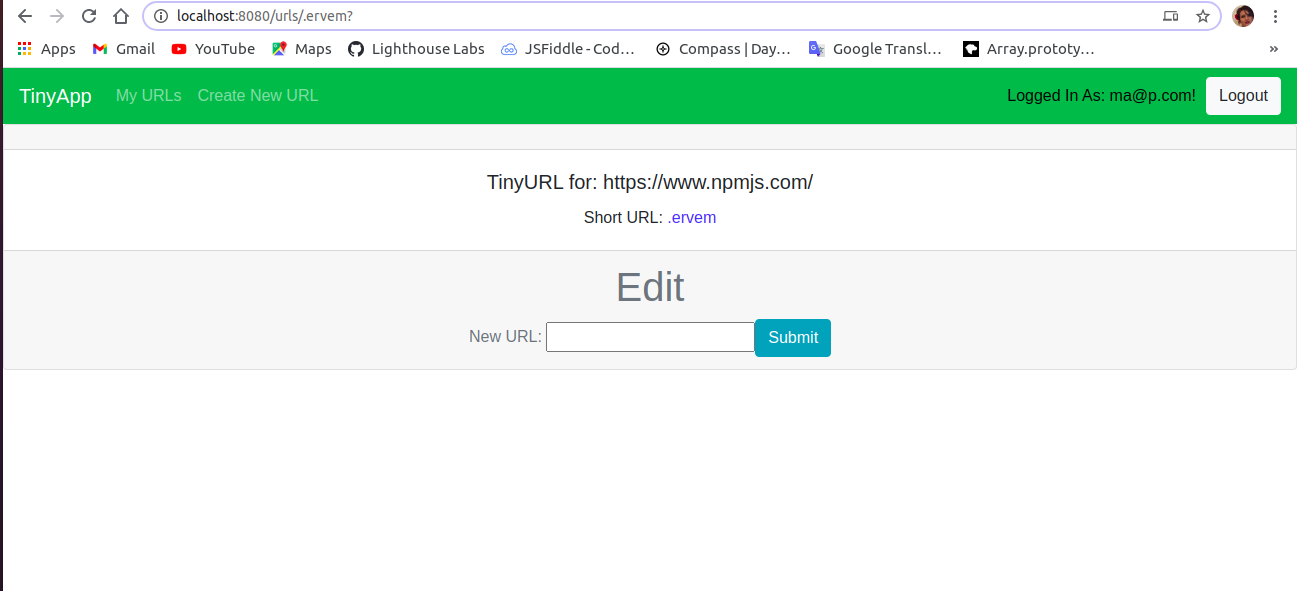 localhost:8080/urls/.ervem?
Apps Gmail YouTube Maps Lighthouse Labs JSFiddle - Cod... Compass | Day... Google Transl... Array.prototy... »
TinyApp My URLs Create New URL Logged In As: ma@p.com! Logout
TinyURL for: https://www.npmjs.com/
Short URL: .ervem
Edit
New URL: Submit